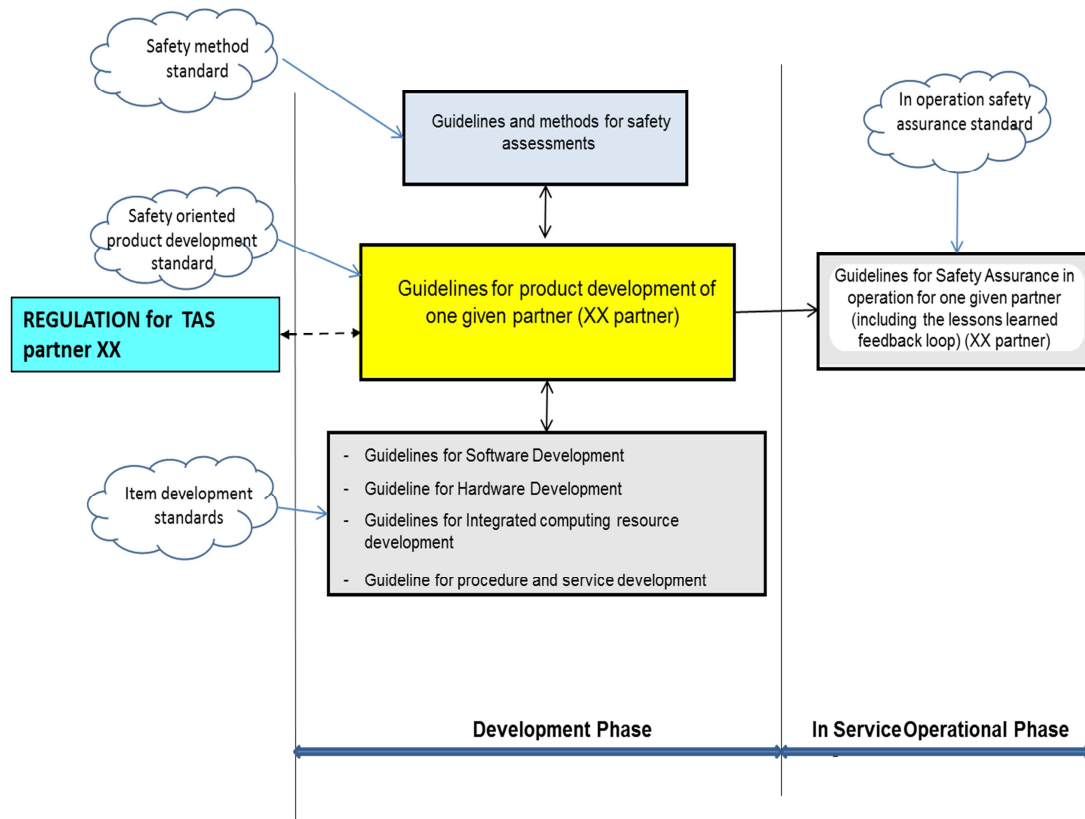 Safety method
standard
Guidelines and methods for safety
assessments
In operation safety
assurance standard
Safety oriented
product development
standard
Guidelines for product development of
one given partner (XX partner)
Guidelines for Safety Assurance in
operation for one given partner
(including the lessons learned
feedback loop) (XX partner)
REGULATION for TAS
partner XX
- Guidelines for Software Development
- Guideline for Hardware Development
- Guidelines for Integrated computing resource
development
- Guideline for procedure and service development
Item development
standards
Development Phase
In Service Operational Phase